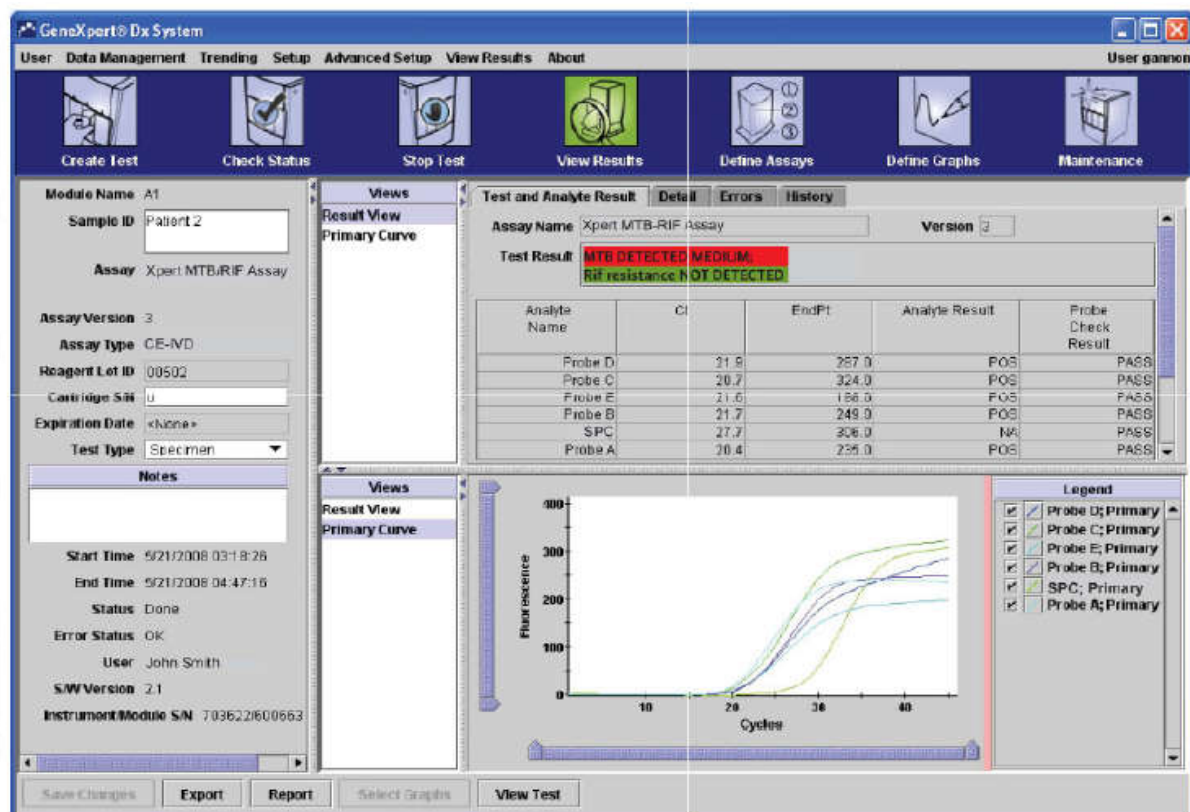 GeneXpert® Dx System
User Data Management Trending Setup Advanced Setup View Results About User gannon
Create Test Check Status Stop Test View Results Define Assays Define Graphs Maintenance
Module Name A1
Sample ID Patient 2
Assay Xpert MTB/RIF Assay
Assay Version 3
Assay Type CE-IVD
Reagent Lot ID 00502
Cartridge S/N
Expiration Date <None>
Test Type Specimen
Notes
Start Time 5/21/2008 03:18:26
End Time 5/21/2008 04:47:16
Status Done
Error Status OK
User John Smith
S/W Version 2.1
Instrument/Module S/N 703622/600663
Views
Result View
Primary Curve
Test and Analyte Result Detail Errors History
Assay Name Xpert MTB-RIF Assay Version 3
Test Result MTB DETECTED MEDIUM;
Rif resistance NOT DETECTED
Analyte Name Ct EndPt Analyte Result Probe Check Result
Probe D 21.9 287.0 POS PASS
Probe C 20.7 324.0 POS PASS
Probe E 21.6 POS PASS
Probe B 21.7 249.0 POS PASS
SPC 27.7 306.0 NA PASS
Probe A 20.4 235.0 POS PASS
Views
Result View
Primary Curve
Fluorescence
400
300
200
100
0
10 20 30 40
Cycles
Legend
Probe D; Primary
Probe C; Primary
Probe E; Primary
Probe B; Primary
SPC; Primary
Probe A; Primary
Save Changes Export Report Select Graphs View Test